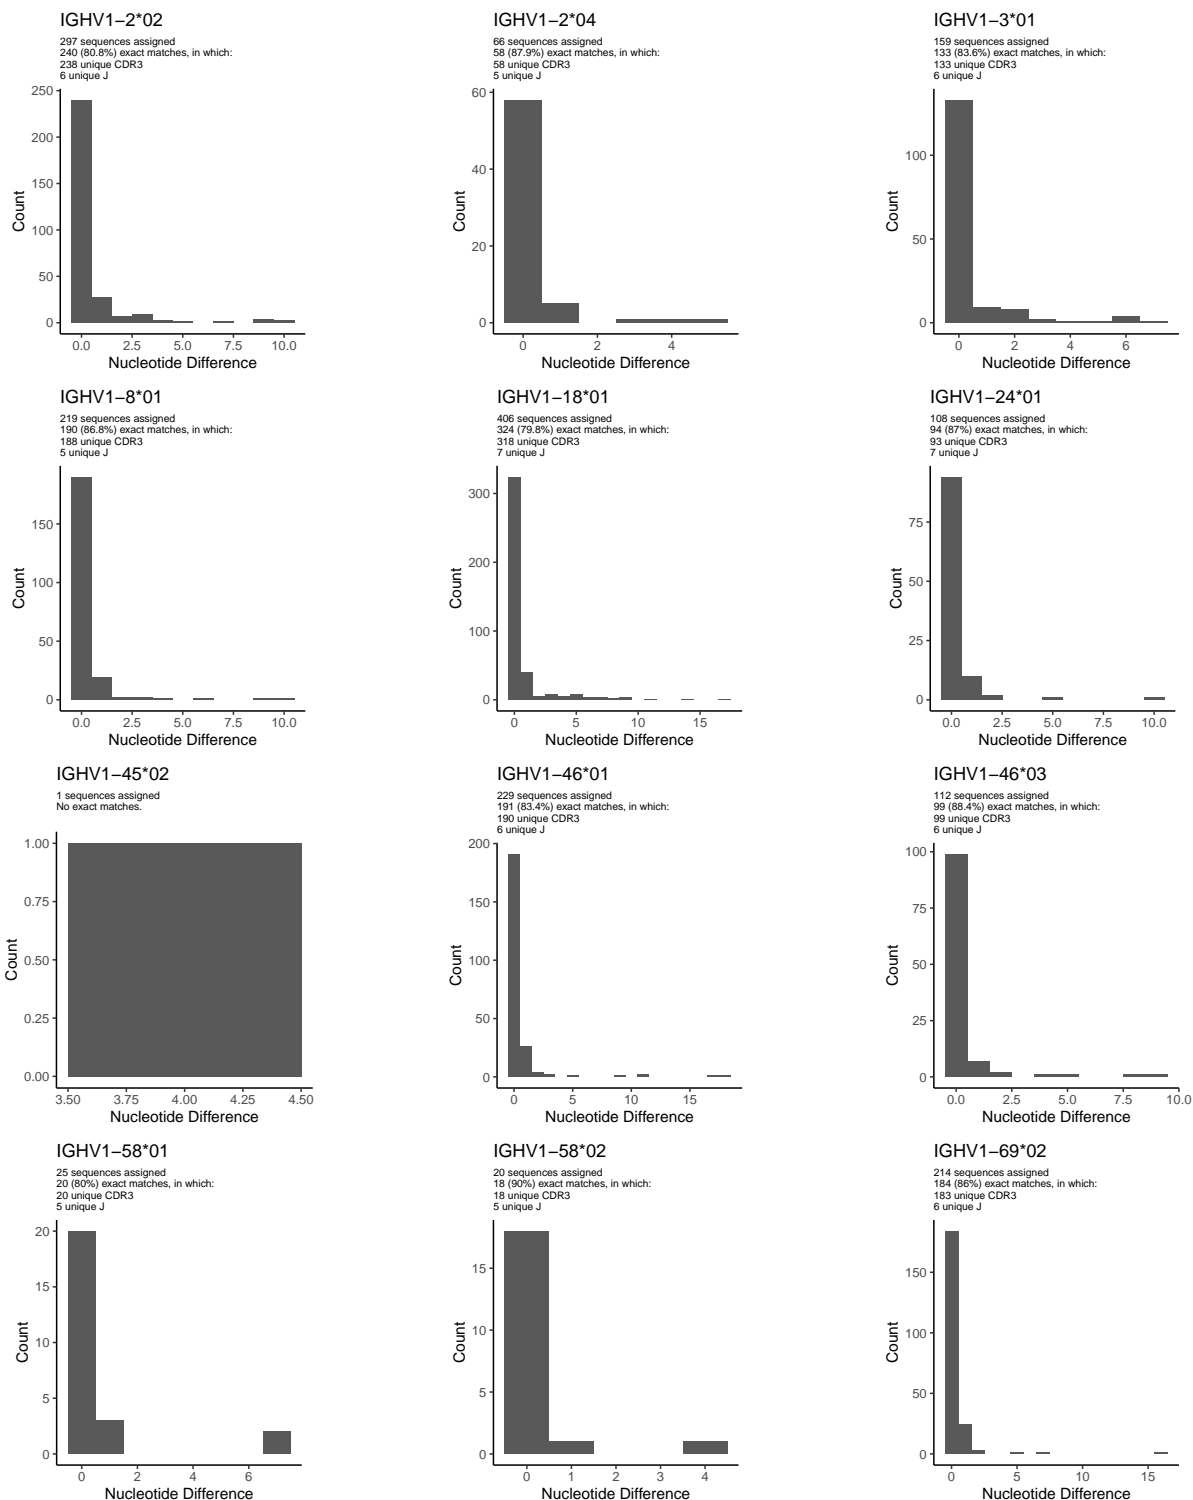 IGHV1−2*02
297 sequences assigned
240 (80.8%) exact matches, in which:
238 unique CDR3
6 unique J
250
200
150
100
50
0
Count
0.0 2.5 5.0 7.5 10.0
Nucleotide Difference
IGHV1−2*04
66 sequences assigned
58 (87.9%) exact matches, in which:
58 unique CDR3
5 unique J
60
40
20
0
Count
0 2 4
Nucleotide Difference
IGHV1−3*01
159 sequences assigned
133 (83.6%) exact matches, in which:
133 unique CDR3
6 unique J
100
50
0
Count
0 2 4 6
Nucleotide Difference
IGHV1−8*01
219 sequences assigned
190 (86.8%) exact matches, in which:
188 unique CDR3
5 unique J
150
100
50
0
Count
0.0 2.5 5.0 7.5 10.0
Nucleotide Difference
IGHV1−18*01
406 sequences assigned
324 (79.8%) exact matches, in which:
318 unique CDR3
7 unique J
300
200
100
0
Count
0 5 10 15
Nucleotide Difference
IGHV1−24*01
108 sequences assigned
94 (87%) exact matches, in which:
93 unique CDR3
7 unique J
75
50
25
0
Count
0.0 2.5 5.0 7.5 10.0
Nucleotide Difference
IGHV1−45*02
1 sequences assigned
No exact matches.
1.00
0.75
0.50
0.25
0.00
Count
3.50 3.75 4.00 4.25 4.50
Nucleotide Difference
IGHV1−46*01
229 sequences assigned
191 (83.4%) exact matches, in which:
190 unique CDR3
6 unique J
200
150
100
50
0
Count
0 5 10 15
Nucleotide Difference
IGHV1−46*03
112 sequences assigned
99 (88.4%) exact matches, in which:
99 unique CDR3
6 unique J
100
75
50
25
0
Count
0.0 2.5 5.0 7.5 10.0
Nucleotide Difference
IGHV1−58*01
25 sequences assigned
20 (80%) exact matches, in which:
20 unique CDR3
5 unique J
20
15
10
5
0
Count
0 2 4 6
Nucleotide Difference
IGHV1−58*02
20 sequences assigned
18 (90%) exact matches, in which:
18 unique CDR3
5 unique J
15
10
5
0
Count
0 1 2 3 4
Nucleotide Difference
IGHV1−69*02
214 sequences assigned
184 (86%) exact matches, in which:
183 unique CDR3
6 unique J
150
100
50
0
Count
0 5 10 15
Nucleotide Difference